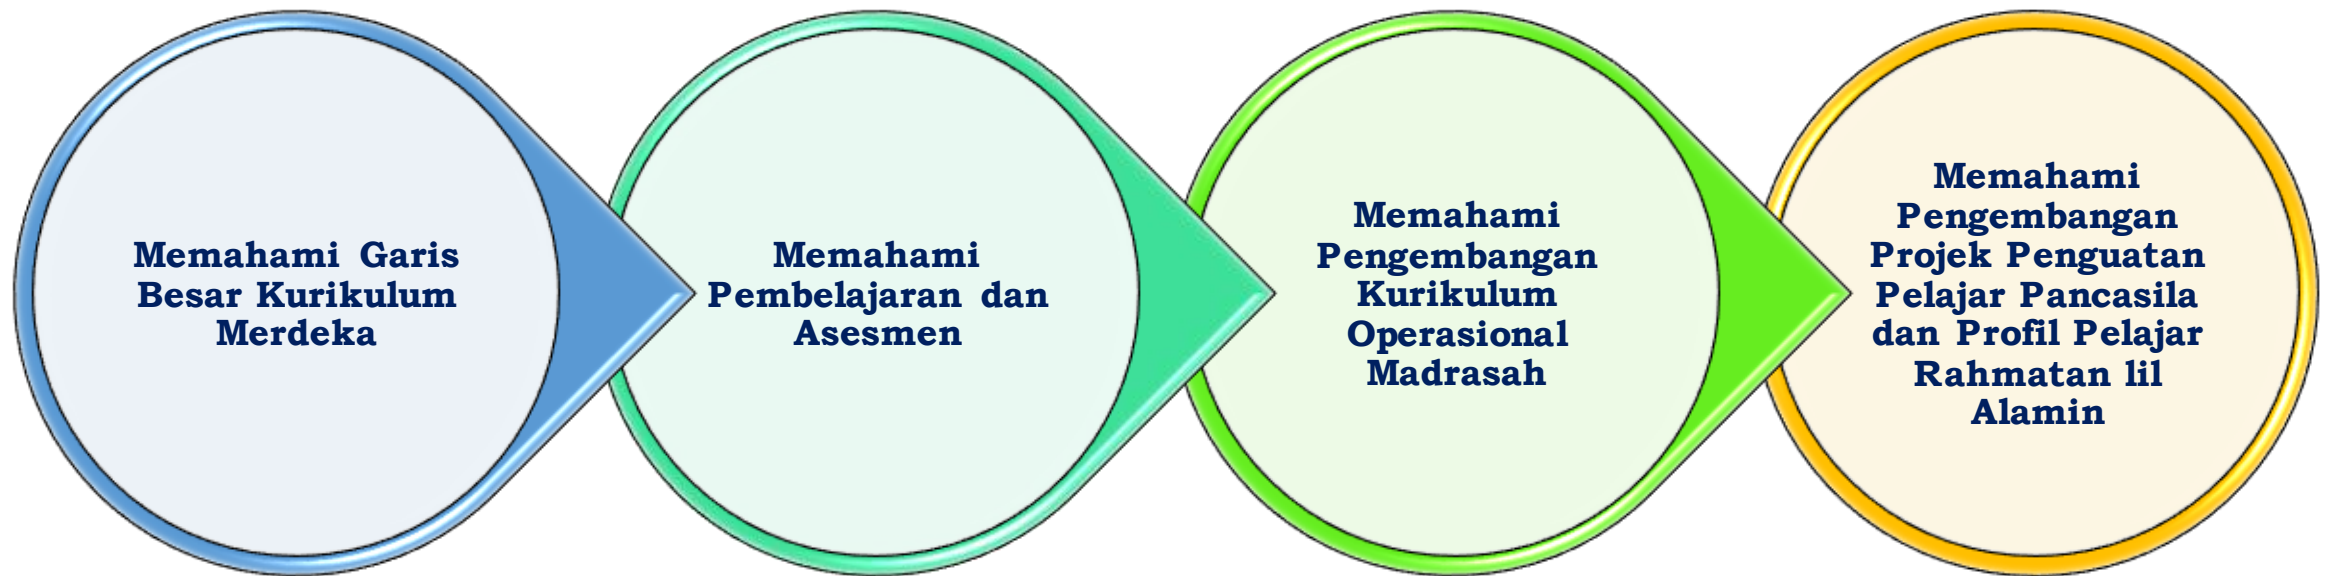 Memahami Garis
Besar Kurikulum
Merdeka
Memahami
Pembelajaran dan
Asesmen
Memahami
Pengembangan
Kurikulum
Operasional
Madrasah
Memahami
Pengembangan
Projek Penguatan
Pelajar Pancasila
dan Profil Pelajar
Rahmatan lil
Alamin